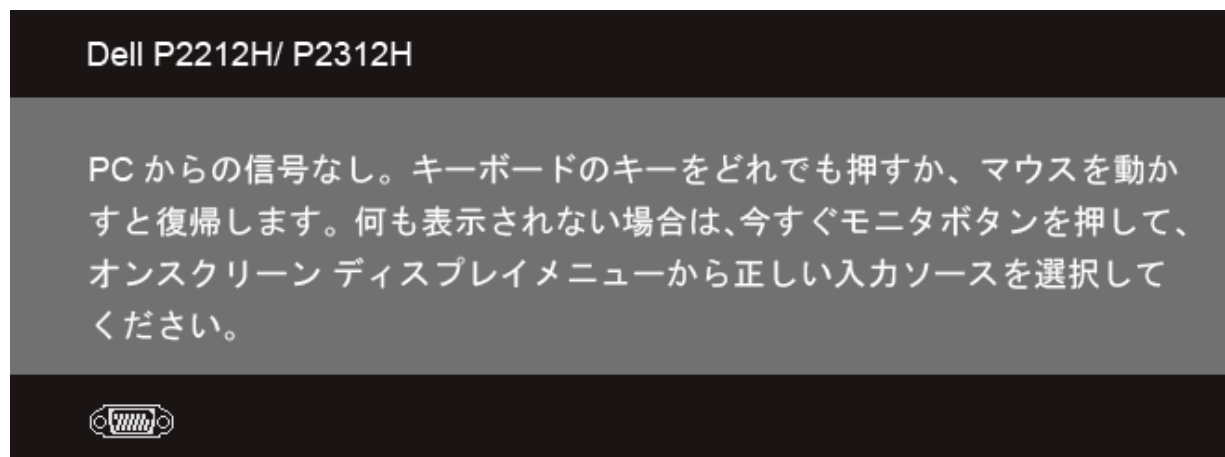 Dell P2212H/ P2312H
PC からの信号なし。キーボードのキーをどれでも押すか、マウスを動か
すと復帰します。何も表示されない場合は、今すぐモニタボタンを押して、
オンスクリーン ディスプレイメニューから正しい入力ソースを選択して
ください。